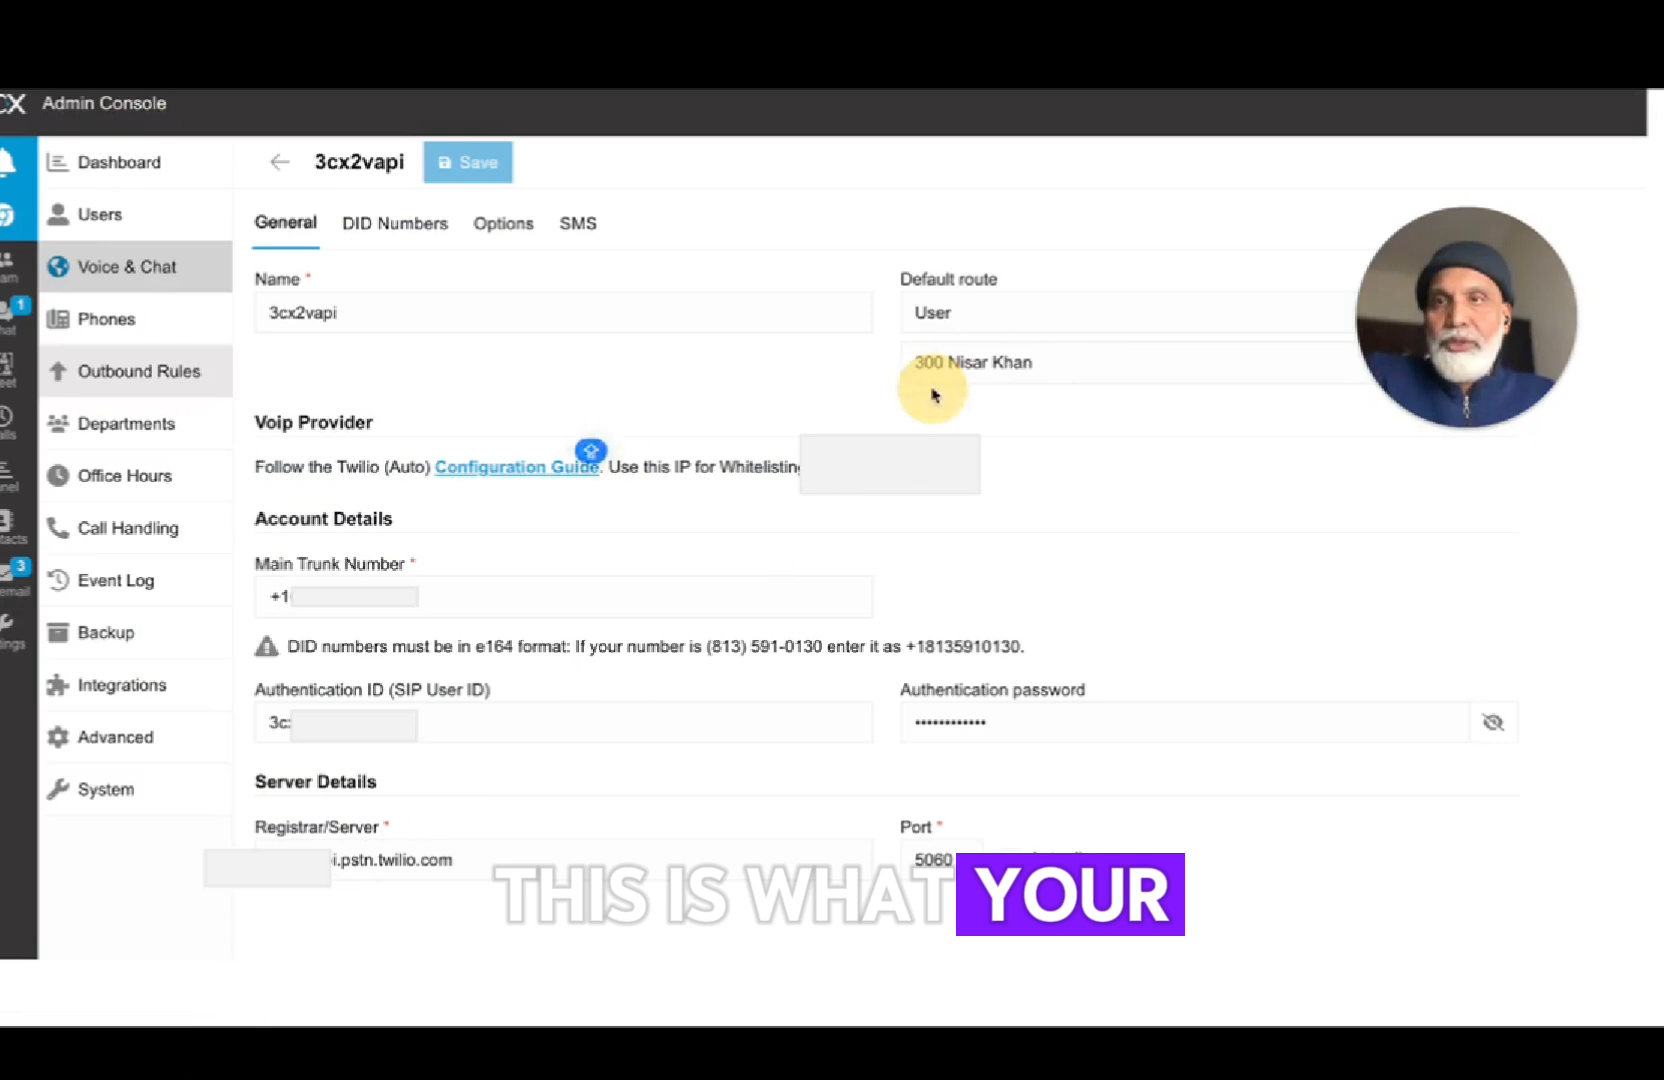 CX Admin Console
Dashboard
Users
Voice & Chat
Phones
Outbound Rules
Departments
Office Hours
Call Handling
Event Log
Backup
Integrations
Advanced
System
1
3
3cx2vapi
Save
General DID Numbers Options SMS
Name *
3cx2vapi
Default route
User
300 Nisar Khan
Voip Provider
Follow the Twilio (Auto) Configuration Guide. Use this IP for Whitelisting
Account Details
Main Trunk Number *
+1
DID numbers must be in e164 format: If your number is (813) 591-0130 enter it as +18135910130.
Authentication ID (SIP User ID)
3c
Authentication password
••••••••••••
Server Details
Registrar/Server *
i.pstn.twilio.com
Port *
5060
THIS IS WHAT YOUR